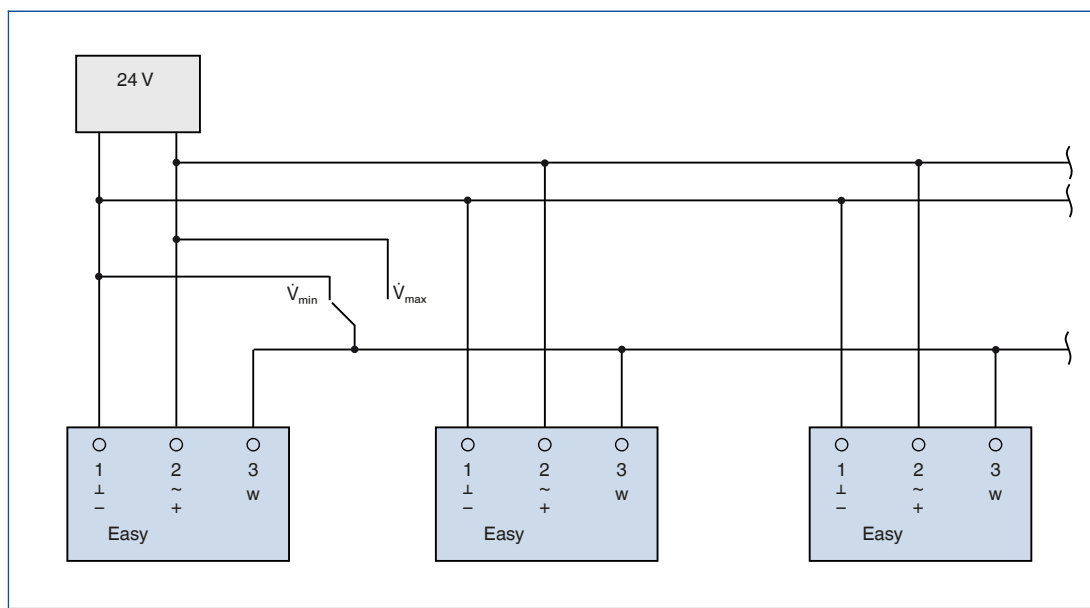 24 V
V̇min
V̇max
1 2 3
⊥ ~ w
– +
Easy
1 2 3
⊥ ~ w
– +
Easy
1 2 3
⊥ ~ w
– +
Easy